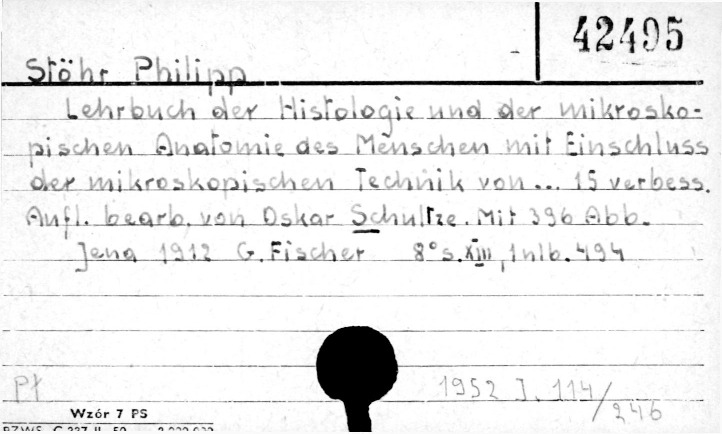 42495
Stöhr Philipp
Lehrbuch der Histologie und der mikrosko-
pischen Anatomie des Menschen mit Einschluss
der mikroskopischen Technik von ... 15 verbess.
Aufl. bearb. von Oskar Schultze. Mit 396 Abb.
Jena 1912 G. Fischer 8° s. XIII, 1 nlb. 494
Pł 1952 J. 114/246
Wzór 7 PS